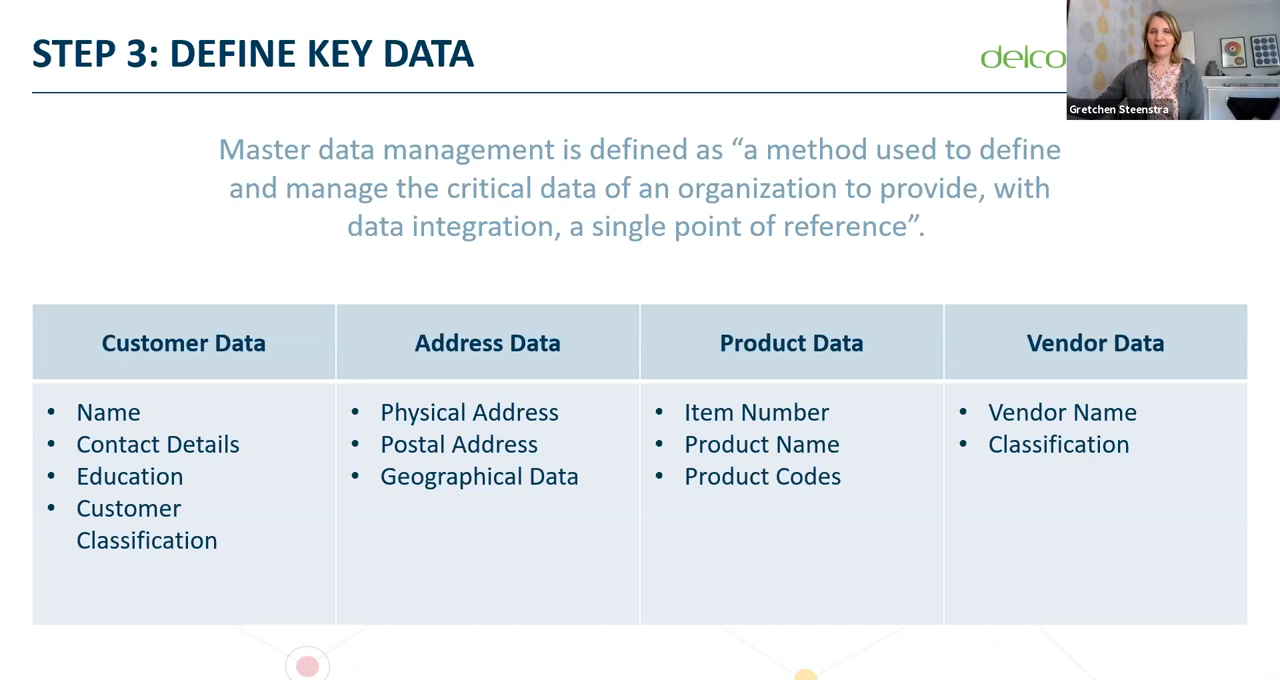 STEP 3: DEFINE KEY DATA
delco
Gretchen Steenstra
Master data management is defined as “a method used to define
and manage the critical data of an organization to provide, with
data integration, a single point of reference”.
Customer Data
Address Data
Product Data
Vendor Data
• Name
• Contact Details
• Education
• Customer
Classification
• Physical Address
• Postal Address
• Geographical Data
• Item Number
• Product Name
• Product Codes
• Vendor Name
• Classification